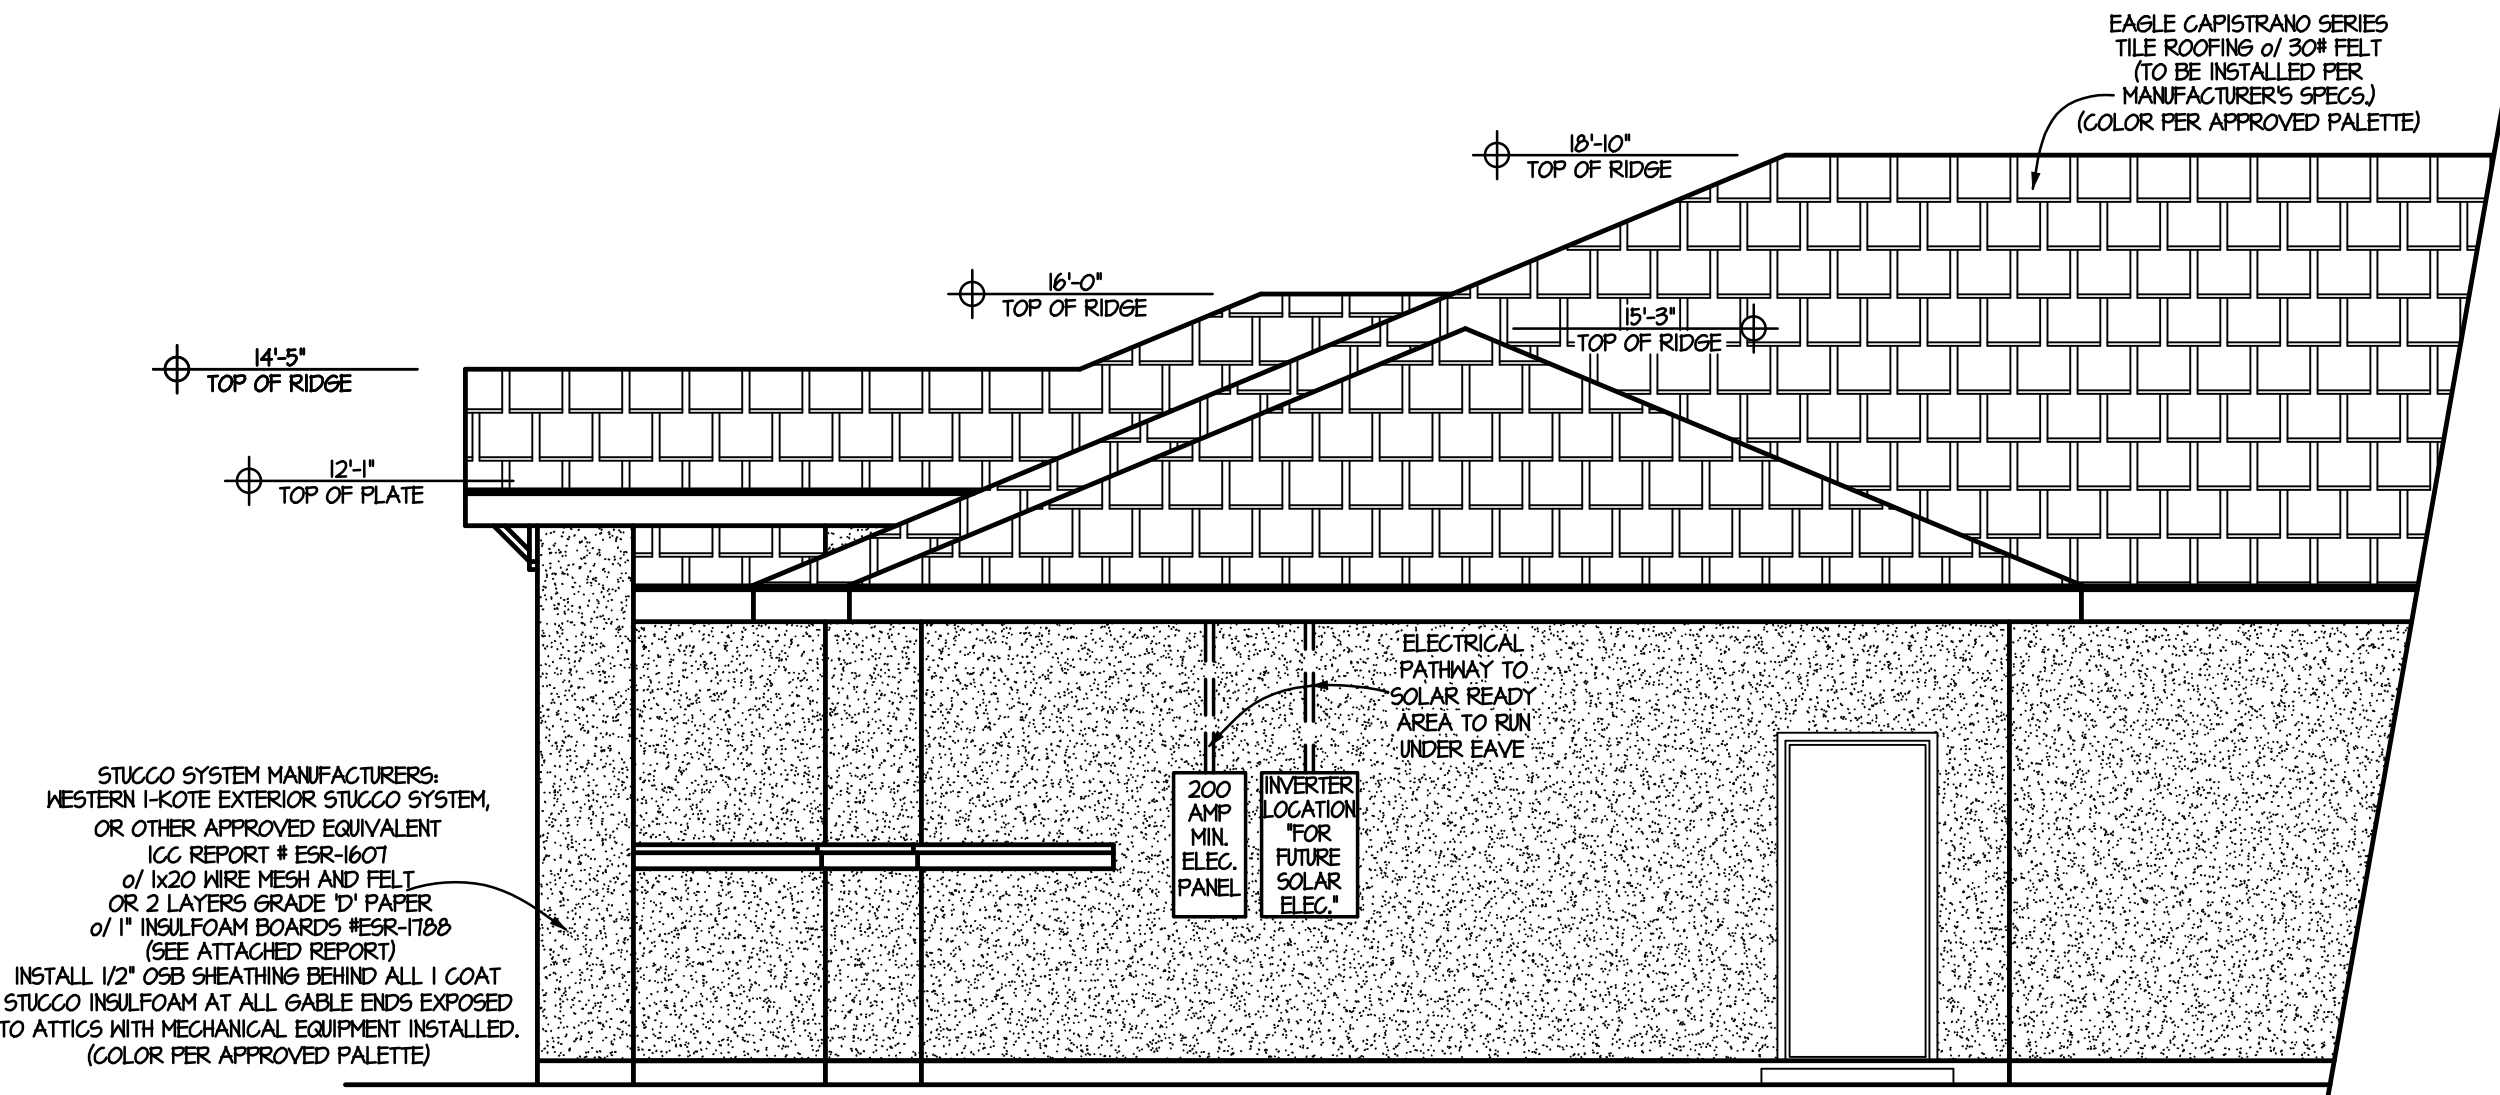 EAGLE CAPISTRANO SERIES
TILE ROOFING o/ 30# FELT
(TO BE INSTALLED PER
MANUFACTURER'S SPECS.)
(COLOR PER APPROVED PALETTE)
18'-10"
TOP OF RIDGE
16'-0"
TOP OF RIDGE
15'-3"
TOP OF RIDGE
14'-5"
TOP OF RIDGE
12'-1"
TOP OF PLATE
ELECTRICAL
PATHWAY TO
SOLAR READY
AREA TO RUN
UNDER EAVE
200
AMP
MIN.
ELEC.
PANEL
INVERTER
LOCATION
"FOR
FUTURE
SOLAR
ELEC."
STUCCO SYSTEM MANUFACTURERS:
WESTERN 1-KOTE EXTERIOR STUCCO SYSTEM,
OR OTHER APPROVED EQUIVALENT
ICC REPORT # ESR-1607
o/ 1x20 WIRE MESH AND FELT
OR 2 LAYERS GRADE 'D' PAPER
o/ 1" INSULFOAM BOARDS #ESR-1788
(SEE ATTACHED REPORT)
INSTALL 1/2" OSB SHEATHING BEHIND ALL 1 COAT
STUCCO INSULFOAM AT ALL GABLE ENDS EXPOSED
TO ATTICS WITH MECHANICAL EQUIPMENT INSTALLED.
(COLOR PER APPROVED PALETTE)